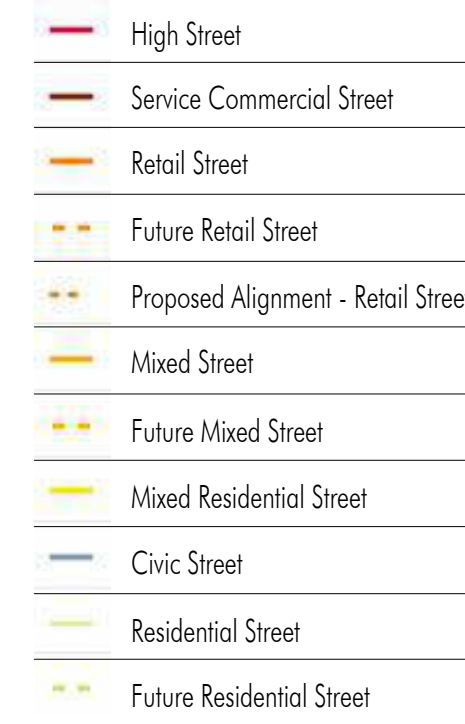 High Street
Service Commercial Street
Retail Street
Future Retail Street
Proposed Alignment - Retail Stree
Mixed Street
Future Mixed Street
Mixed Residential Street
Civic Street
Residential Street
Future Residential Street